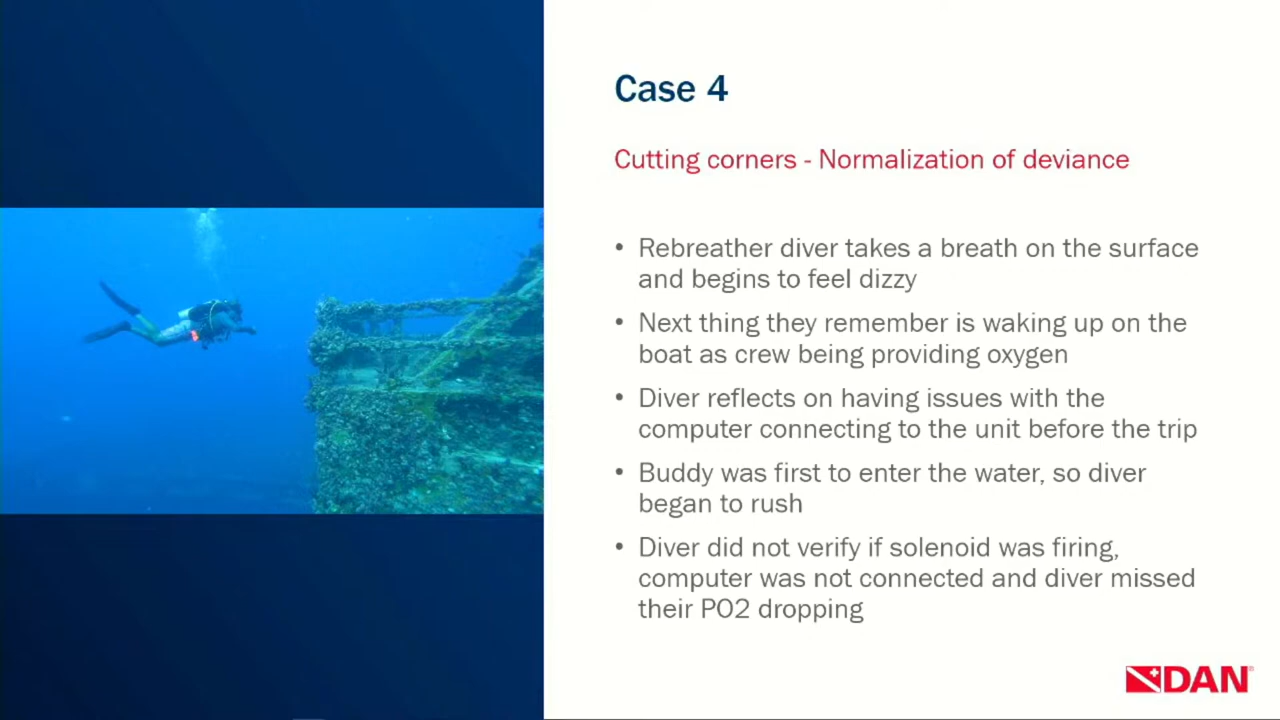 Case 4
Cutting corners - Normalization of deviance
• Rebreather diver takes a breath on the surface
and begins to feel dizzy
• Next thing they remember is waking up on the
boat as crew being providing oxygen
• Diver reflects on having issues with the
computer connecting to the unit before the trip
• Buddy was first to enter the water, so diver
began to rush
• Diver did not verify if solenoid was firing,
computer was not connected and diver missed
their PO2 dropping
DAN